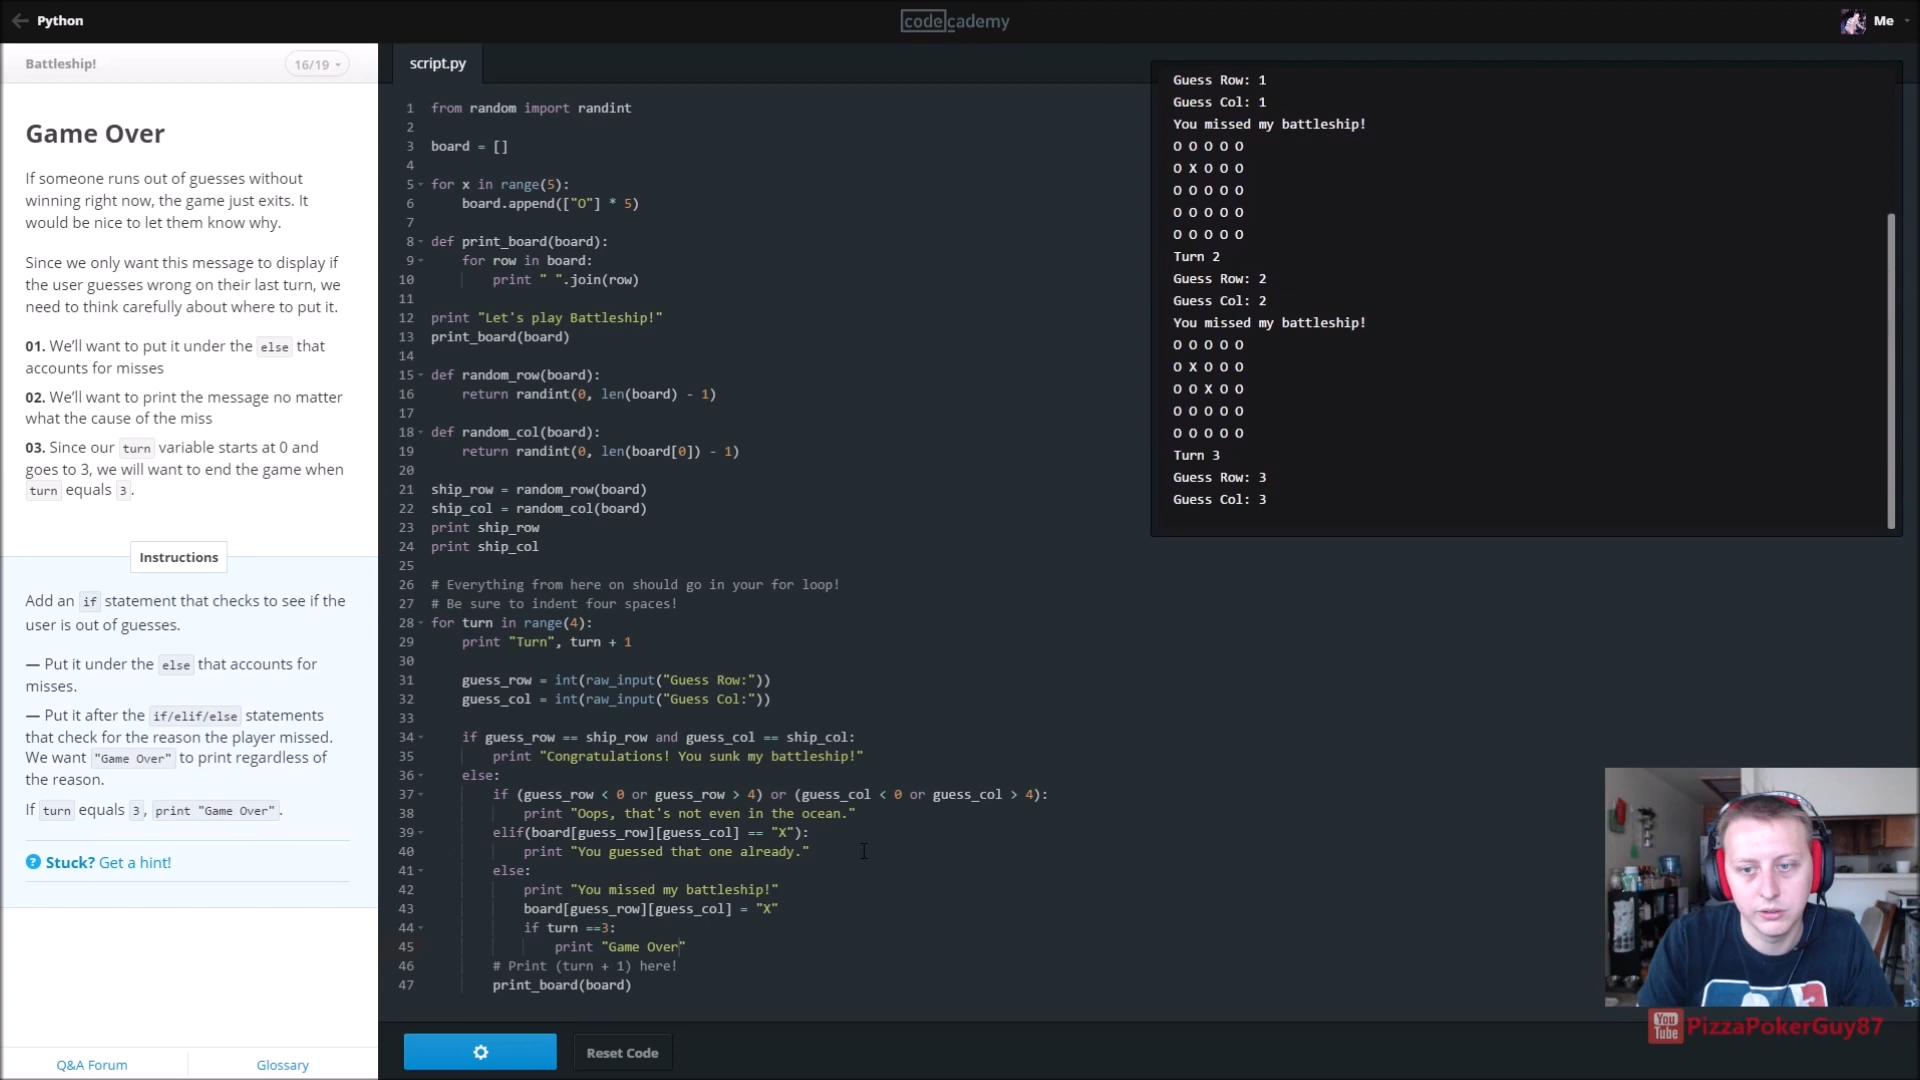 Python
codecademy
Me
Battleship!
16/19
script.py
Game Over
If someone runs out of guesses without
winning right now, the game just exits. It
would be nice to let them know why.
Since we only want this message to display if
the user guesses wrong on their last turn, we
need to think carefully about where to put it.
01. We'll want to put it under the else that
accounts for misses
02. We'll want to print the message no matter
what the cause of the miss
03. Since our turn variable starts at 0 and
goes to 3, we will want to end the game when
turn equals 3.
Instructions
Add an if statement that checks to see if the
user is out of guesses.
— Put it under the else that accounts for
misses.
— Put it after the if/elif/else statements
that check for the reason the player missed.
We want "Game Over" to print regardless of
the reason.
If turn equals 3, print "Game Over".
Stuck? Get a hint!
Q&A Forum
Glossary
1 from random import randint
2
3 board = []
4
5 for x in range(5):
6 board.append(["O"] * 5)
7
8 def print_board(board):
9 for row in board:
10 print " ".join(row)
11
12 print "Let's play Battleship!"
13 print_board(board)
14
15 def random_row(board):
16 return randint(0, len(board) - 1)
17
18 def random_col(board):
19 return randint(0, len(board[0]) - 1)
20
21 ship_row = random_row(board)
22 ship_col = random_col(board)
23 print ship_row
24 print ship_col
25
26 # Everything from here on should go in your for loop!
27 # Be sure to indent four spaces!
28 for turn in range(4):
29 print "Turn", turn + 1
30
31 guess_row = int(raw_input("Guess Row:"))
32 guess_col = int(raw_input("Guess Col:"))
33
34 if guess_row == ship_row and guess_col == ship_col:
35 print "Congratulations! You sunk my battleship!"
36 else:
37 if (guess_row < 0 or guess_row > 4) or (guess_col < 0 or guess_col > 4):
38 print "Oops, that's not even in the ocean."
39 elif(board[guess_row][guess_col] == "X"):
40 print "You guessed that one already."
41 else:
42 print "You missed my battleship!"
43 board[guess_row][guess_col] = "X"
44 if turn ==3:
45 print "Game Over"
46 # Print (turn + 1) here!
47 print_board(board)
Reset Code
Guess Row: 1
Guess Col: 1
You missed my battleship!
O O O O O
O X O O O
O O O O O
O O O O O
O O O O O
Turn 2
Guess Row: 2
Guess Col: 2
You missed my battleship!
O O O O O
O X O O O
O O X O O
O O O O O
O O O O O
Turn 3
Guess Row: 3
Guess Col: 3
You Tube PizzaPokerGuy87